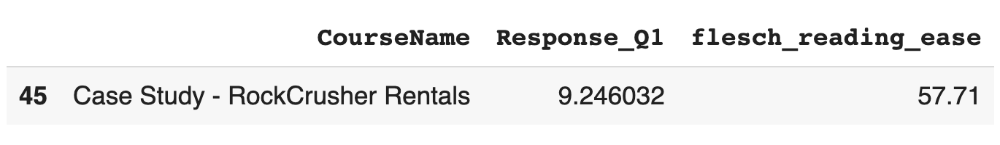 CourseName Response_Q1 flesch_reading_ease
45 Case Study - RockCrusher Rentals 9.246032 57.71